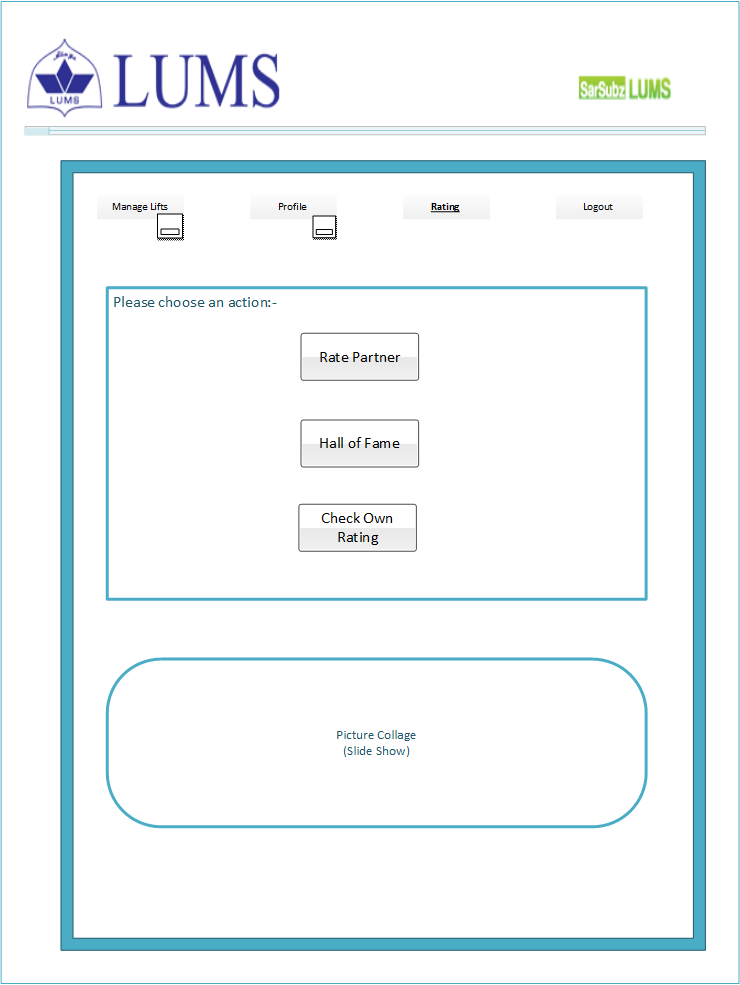 LUMS
LUMS
SarSubz LUMS
Manage Lifts
Profile
Rating
Logout
Please choose an action:-
Rate Partner
Hall of Fame
Check Own
Rating
Picture Collage
(Slide Show)